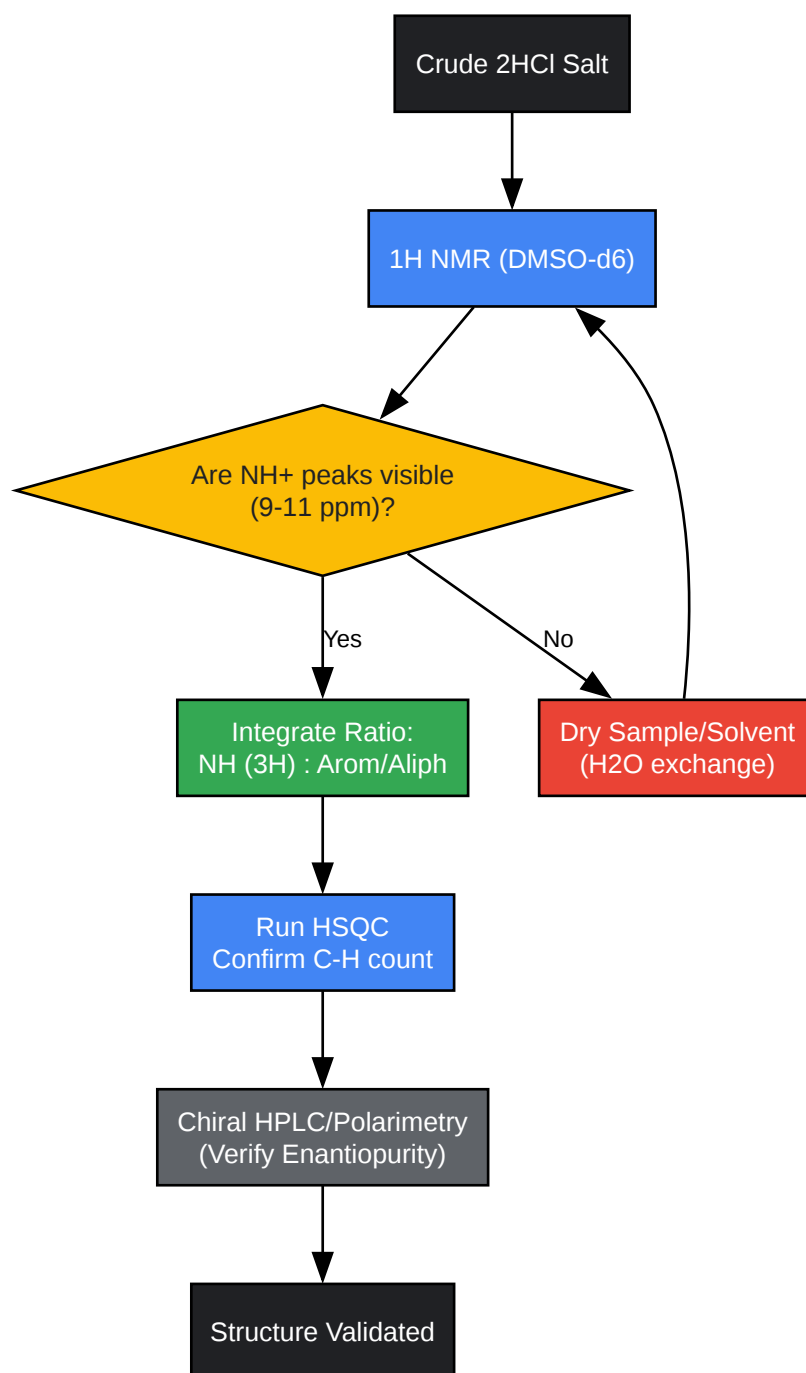 Crude 2HCl Salt
1H NMR (DMSO-d6)
Are NH+ peaks visible
(9-11 ppm)?
Yes
No
Integrate Ratio:
NH (3H) : Arom/Aliph
Dry Sample/Solvent
(H2O exchange)
Run HSQC
Confirm C-H count
Chiral HPLC/Polarimetry
(Verify Enantiopurity)
Structure Validated